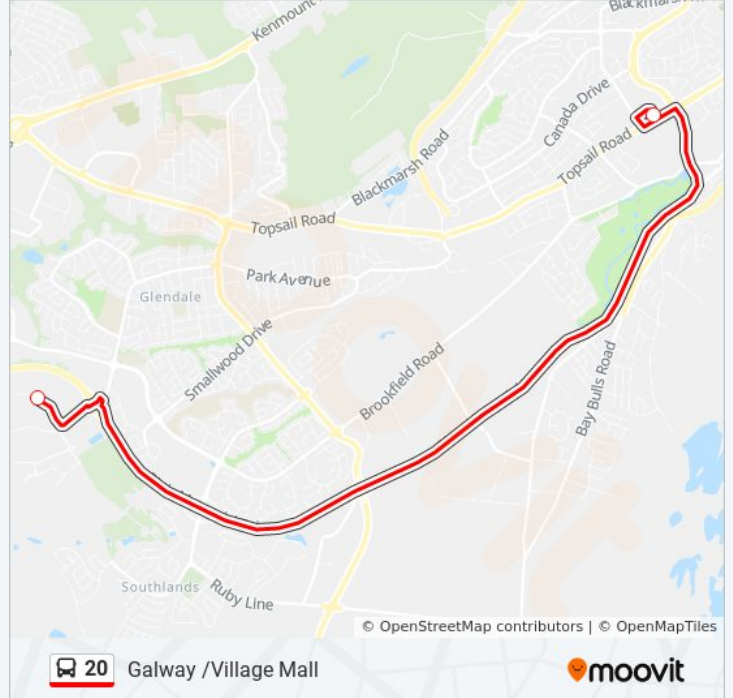 Kenmount
Blackmarsh R
Canada Drive
Topsail Road
Blackmarsh Road
Topsail Road
Park Avenue
Glendale
Smallwood Drive
Brookfield Road
Bay Bulls Road
Southlands
Ruby Line
© OpenStreetMap contributors | © OpenMapTiles
20 Galway /Village Mall
moovit